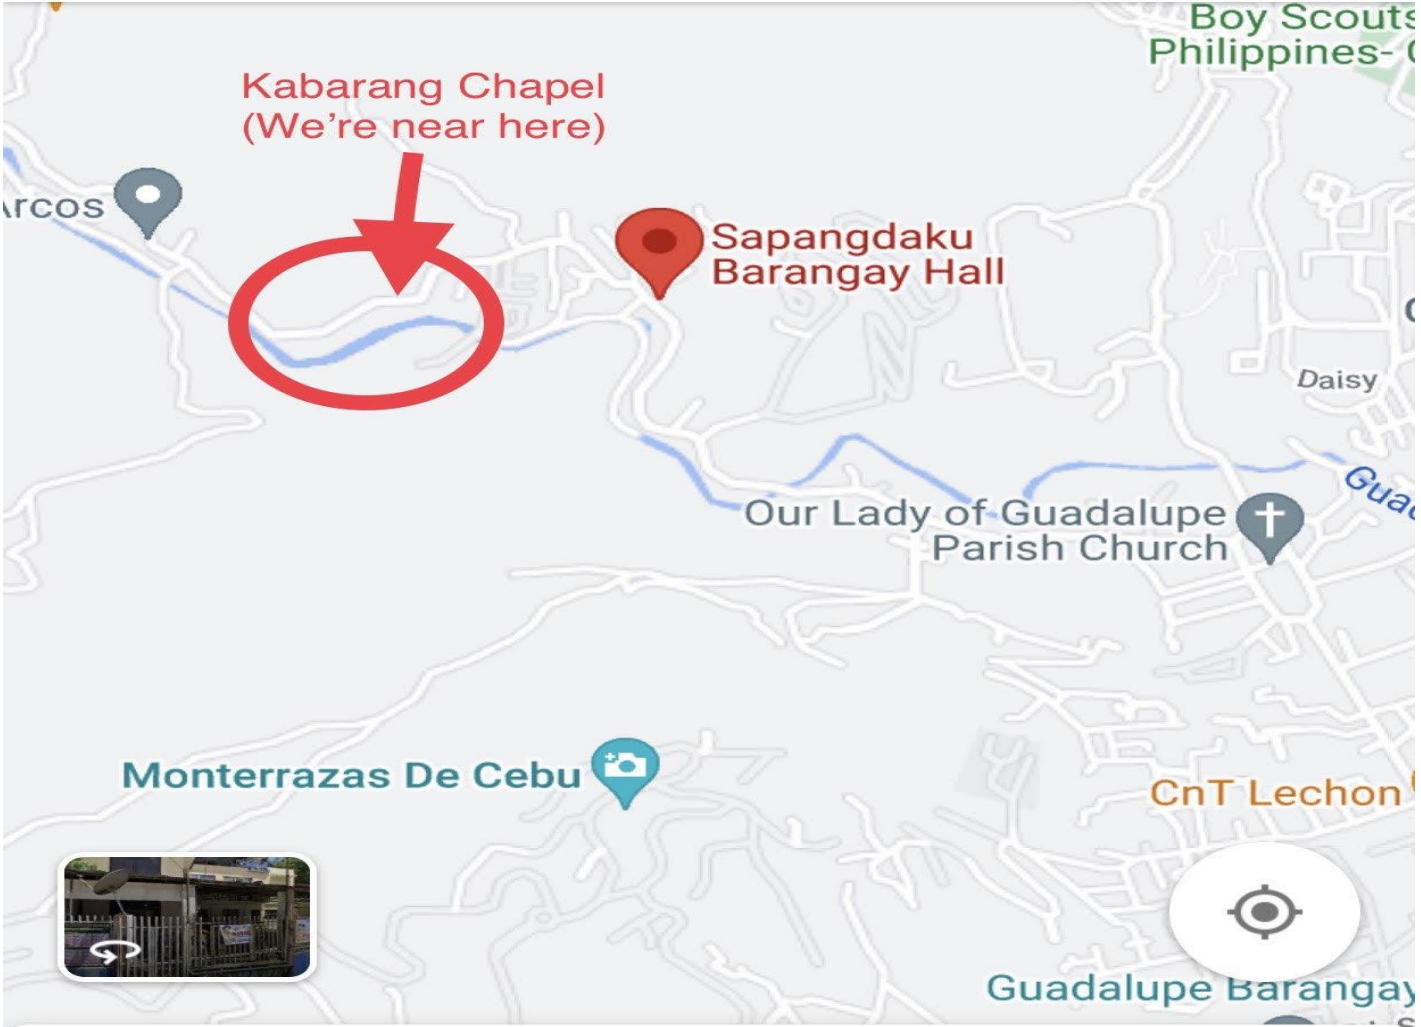 Boy Scouts
Philippines-
Kabarang Chapel
(We're near here)
Arcos
Sapangdaku
Barangay Hall
Daisy
Our Lady of Guadalupe
Parish Church
Monterrazas De Cebu
CnT Lechon
Guadalupe Barangay